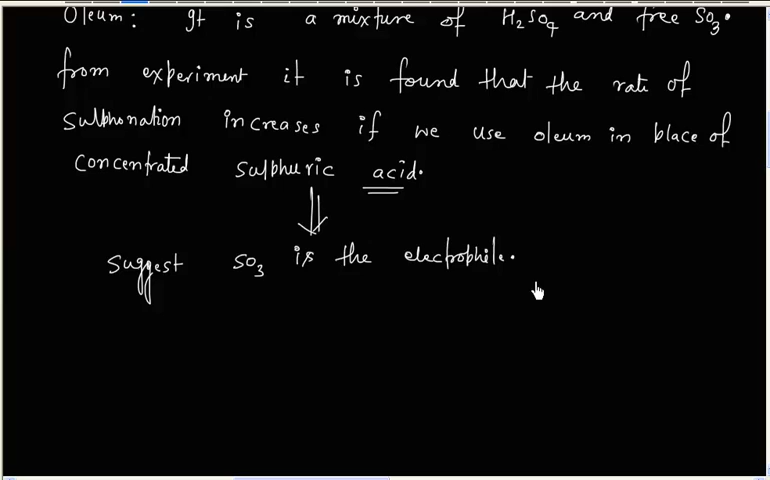 Oleum: It is a mixture of H₂SO₄ and free SO₃.
from experiment it is found that the rate of
Sulphonation increases if we use oleum in place of
concentrated sulphuric acid.
suggest SO₃ is the electrophile.